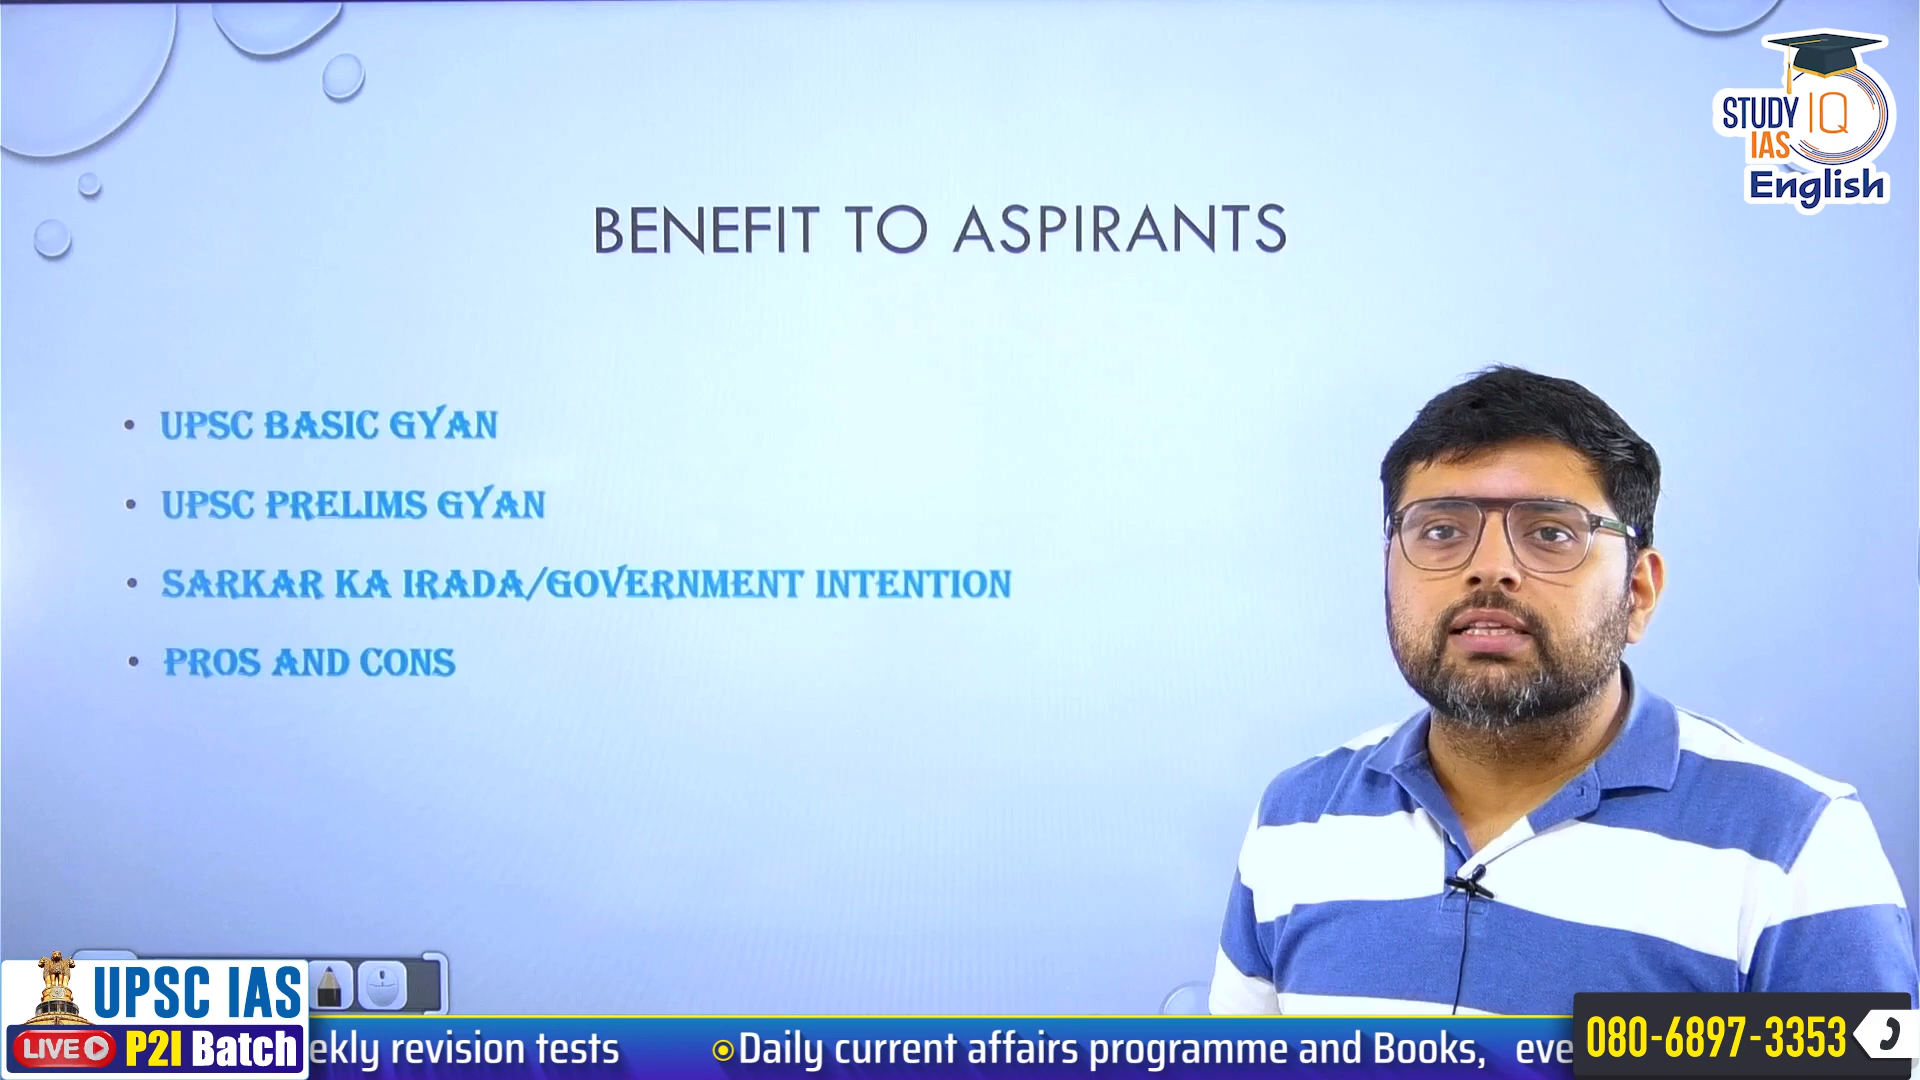 STUDY IQ
IAS
English
BENEFIT TO ASPIRANTS
• UPSC BASIC GYAN
• UPSC PRELIMS GYAN
• SARKAR KA IRADA/GOVERNMENT INTENTION
• PROS AND CONS
UPSC IAS
LIVE P2I Batch
ekly revision tests Daily current affairs programme and Books, eve
080-6897-3353